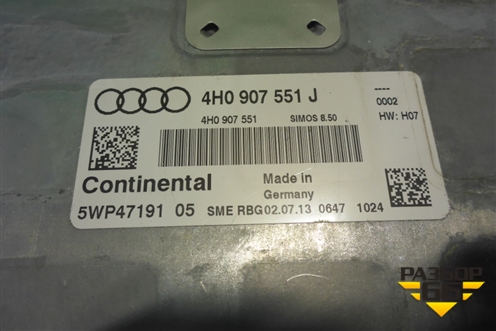 4H0 907 551 J
----
0002
4H0 907 551 SIMOS 8.50
HW: H07
Continental
Made in
Germany
5WP47191 05 SME RBG02.07.13 0647 1024
РАЗБОР
65